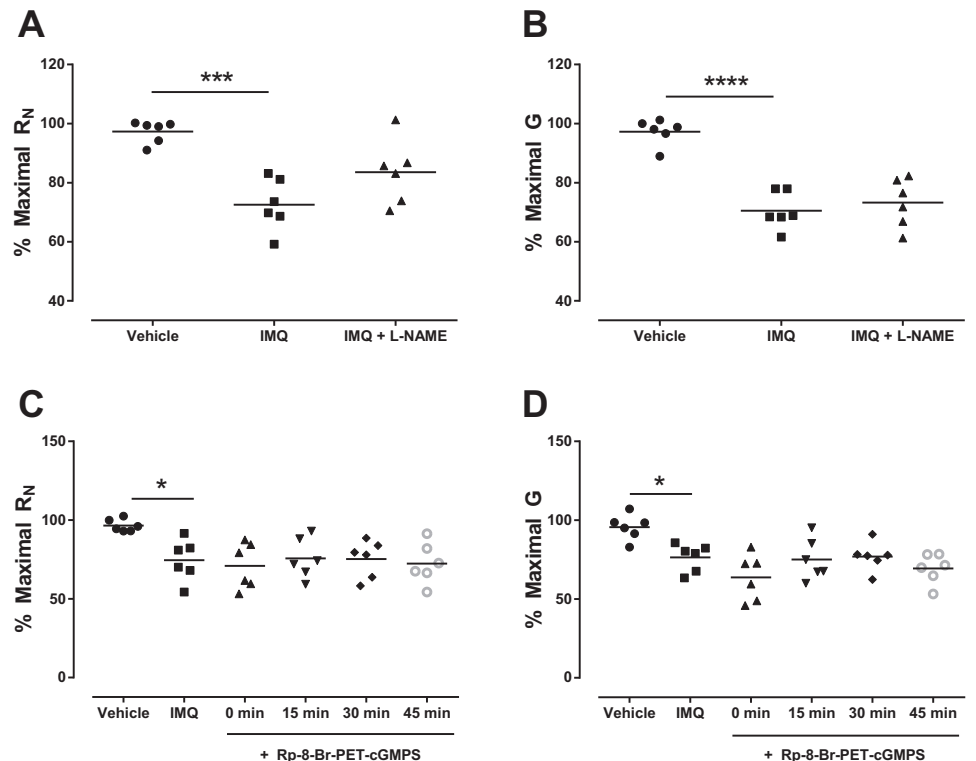 A
B
% Maximal RN
120
100
80
60
40
***
Vehicle
IMQ
IMQ + L-NAME
% Maximal G
120
100
80
60
40
****
Vehicle
IMQ
IMQ + L-NAME
C
D
% Maximal RN
150
100
50
0
*
Vehicle
IMQ
0 min
15 min
30 min
45 min
+ Rp-8-Br-PET-cGMPS
% Maximal G
150
100
50
0
*
Vehicle
IMQ
0 min
15 min
30 min
45 min
+ Rp-8-Br-PET-cGMPS